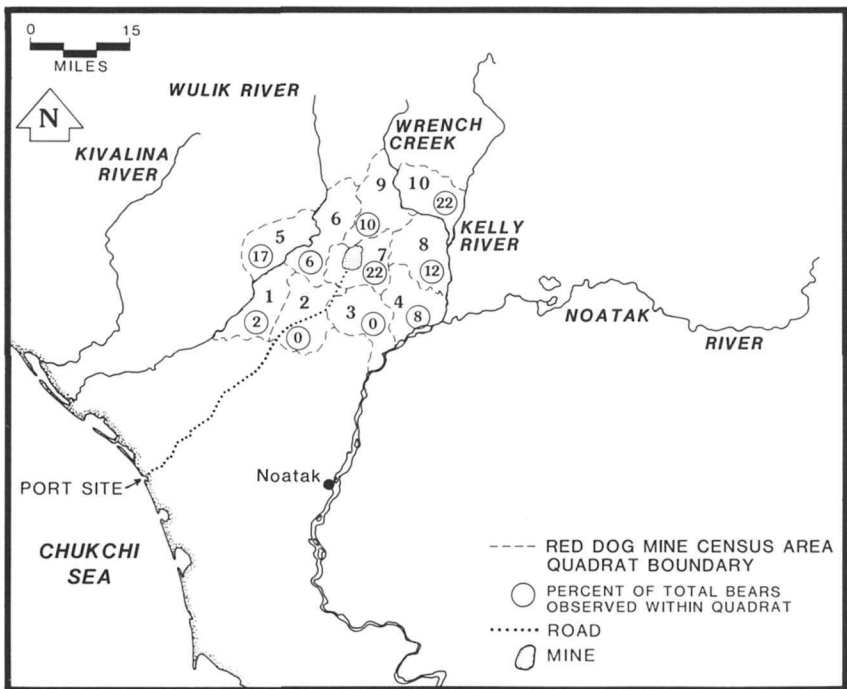 0 15
MILES
N
WULIK RIVER
KIVALINA
RIVER
WRENCH
CREEK
9
10
22
6
10
5
17
6
7
22
8
12
KELLY
RIVER
1
2
2
0
3
0
4
8
NOATAK
RIVER
PORT SITE
Noatak
CHUKCHI
SEA
RED DOG MINE CENSUS AREA
QUADRAT BOUNDARY
PERCENT OF TOTAL BEARS
OBSERVED WITHIN QUADRAT
ROAD
MINE